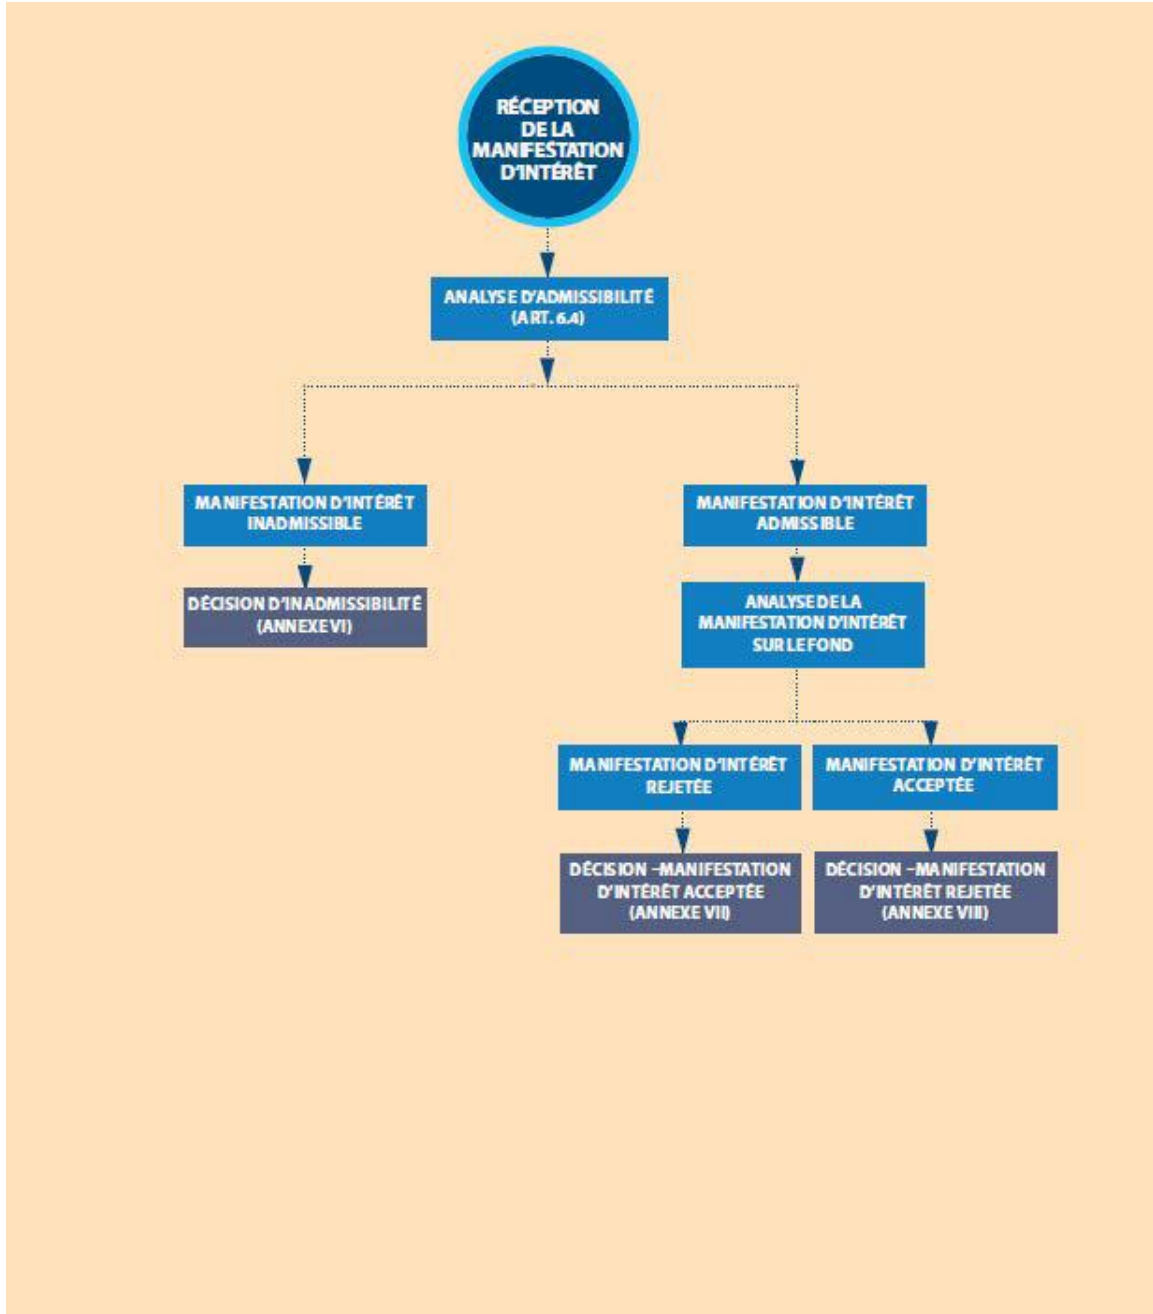 RÉCEPTION
DE LA
MANIFESTATION
D'INTÉRÊT
ANALYSE D'ADMISSIBILITÉ
(ART. 6.4)
MANIFESTATION D'INTÉRÊT
INADMISSIBLE
MANIFESTATION D'INTÉRÊT
ADMISSIBLE
DÉCISION D'INADMISSIBILITÉ
(ANNEXE VI)
ANALYSE DE LA
MANIFESTATION D'INTÉRÊT
SUR LE FOND
MANIFESTATION D'INTÉRÊT
REJETÉE
MANIFESTATION D'INTÉRÊT
ACCEPTÉE
DÉCISION –MANIFESTATION
D'INTÉRÊT ACCEPTÉE
(ANNEXE VII)
DÉCISION –MANIFESTATION
D'INTÉRÊT REJETÉE
(ANNEXE VIII)